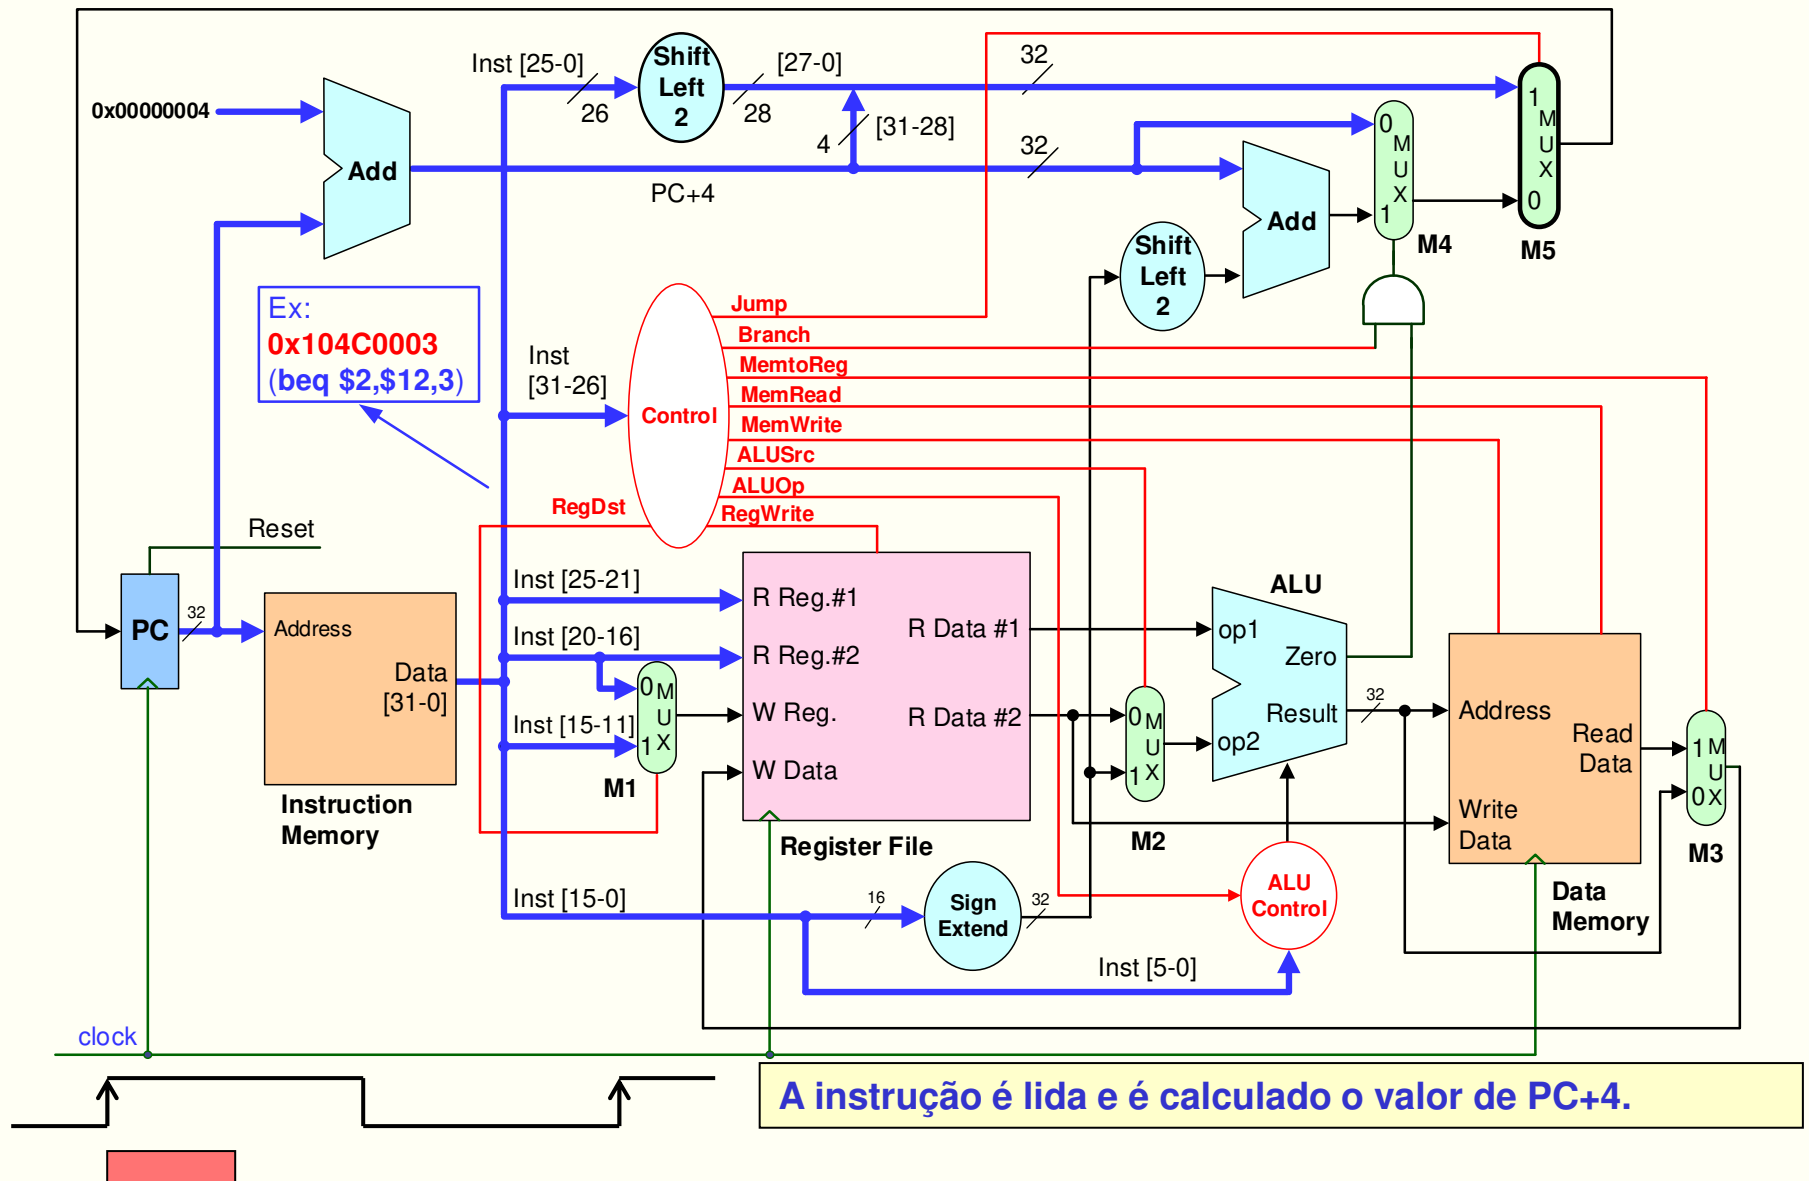 Inst [25-0]
26
Shift
Left
2
[27-0]
28
32
0x00000004
Add
4
[31-28]
PC+4
32
0
M
U
X
1
M4
1
M
U
X
0
M5
Add
Shift
Left
2
Ex:
0x104C0003
(beq $2,$12,3)
Inst
[31-26]
Control
Jump
Branch
MemtoReg
MemRead
MemWrite
ALUSrc
ALUOp
RegWrite
RegDst
Reset
PC
32
Address
Data
[31-0]
Instruction
Memory
Inst [25-21]
Inst [20-16]
Inst [15-11]
0
M
U
X
1
M1
R Reg.#1
R Reg.#2
W Reg.
W Data
R Data #1
R Data #2
Register File
0
M
U
X
1
M2
ALU
op1
op2
Zero
Result
32
Address
Read
Data
Write
Data
Data
Memory
1
M
U
X
0
M3
Inst [15-0]
16
Sign
Extend
32
ALU
Control
Inst [5-0]
clock
A instrução é lida e é calculado o valor de PC+4.